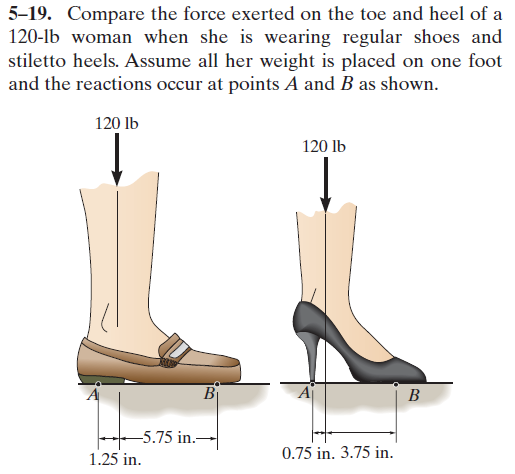 5–19. Compare the force exerted on the toe and heel of a
120-lb woman when she is wearing regular shoes and
stiletto heels. Assume all her weight is placed on one foot
and the reactions occur at points A and B as shown.
120 lb
120 lb
A
B
A
B
5.75 in.
1.25 in.
0.75 in. 3.75 in.